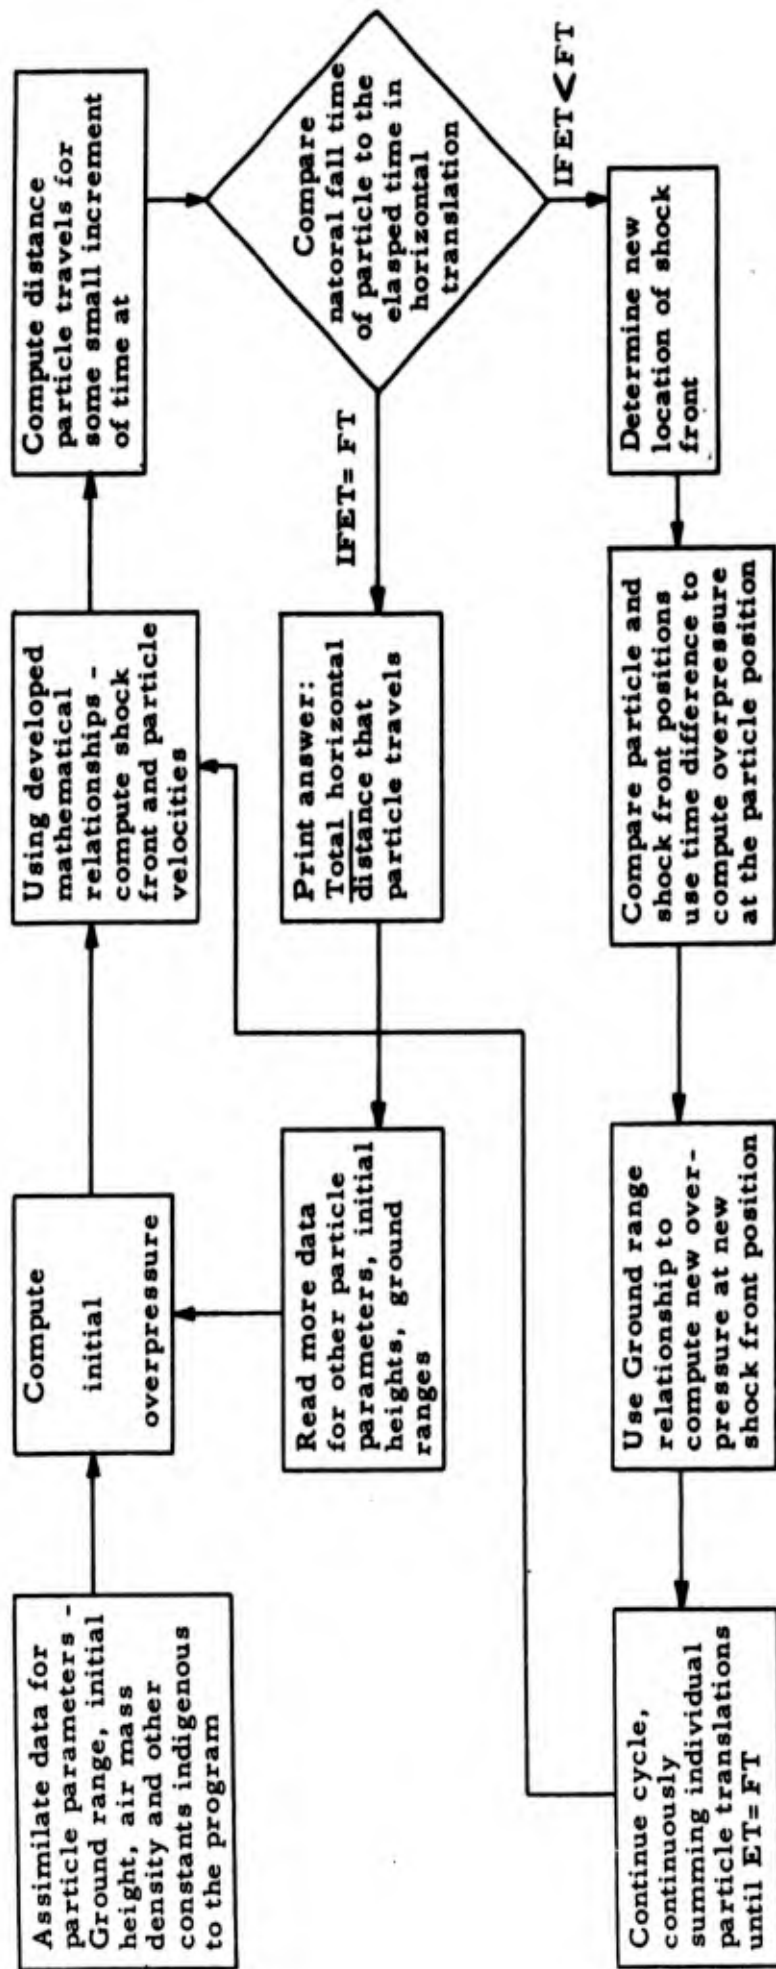 Assimilate data for
particle parameters -
Ground range, initial
height, air mass
density and other
constants indigenous
to the program
Compute
initial
overpressure
Using developed
mathematical
relationships -
compute shock
front and particle
velocities
Compute distance
particle travels for
some small increment
of time at
Compare
natoral fall time
of particle to the
elasped time in
horizontal
translation
IFET= FT
Print answer:
Total horizontal
distance that
particle travels
Read more data
for other particle
parameters, initial
heights, ground
ranges
IFET<FT
Determine new
location of shock
front
Compare particle and
shock front positions
use time difference to
compute overpressure
at the particle position
Use Ground range
relationship to
compute new over-
pressure at new
shock front position
Continue cycle,
continuously
summing individual
particle translations
until ET= FT